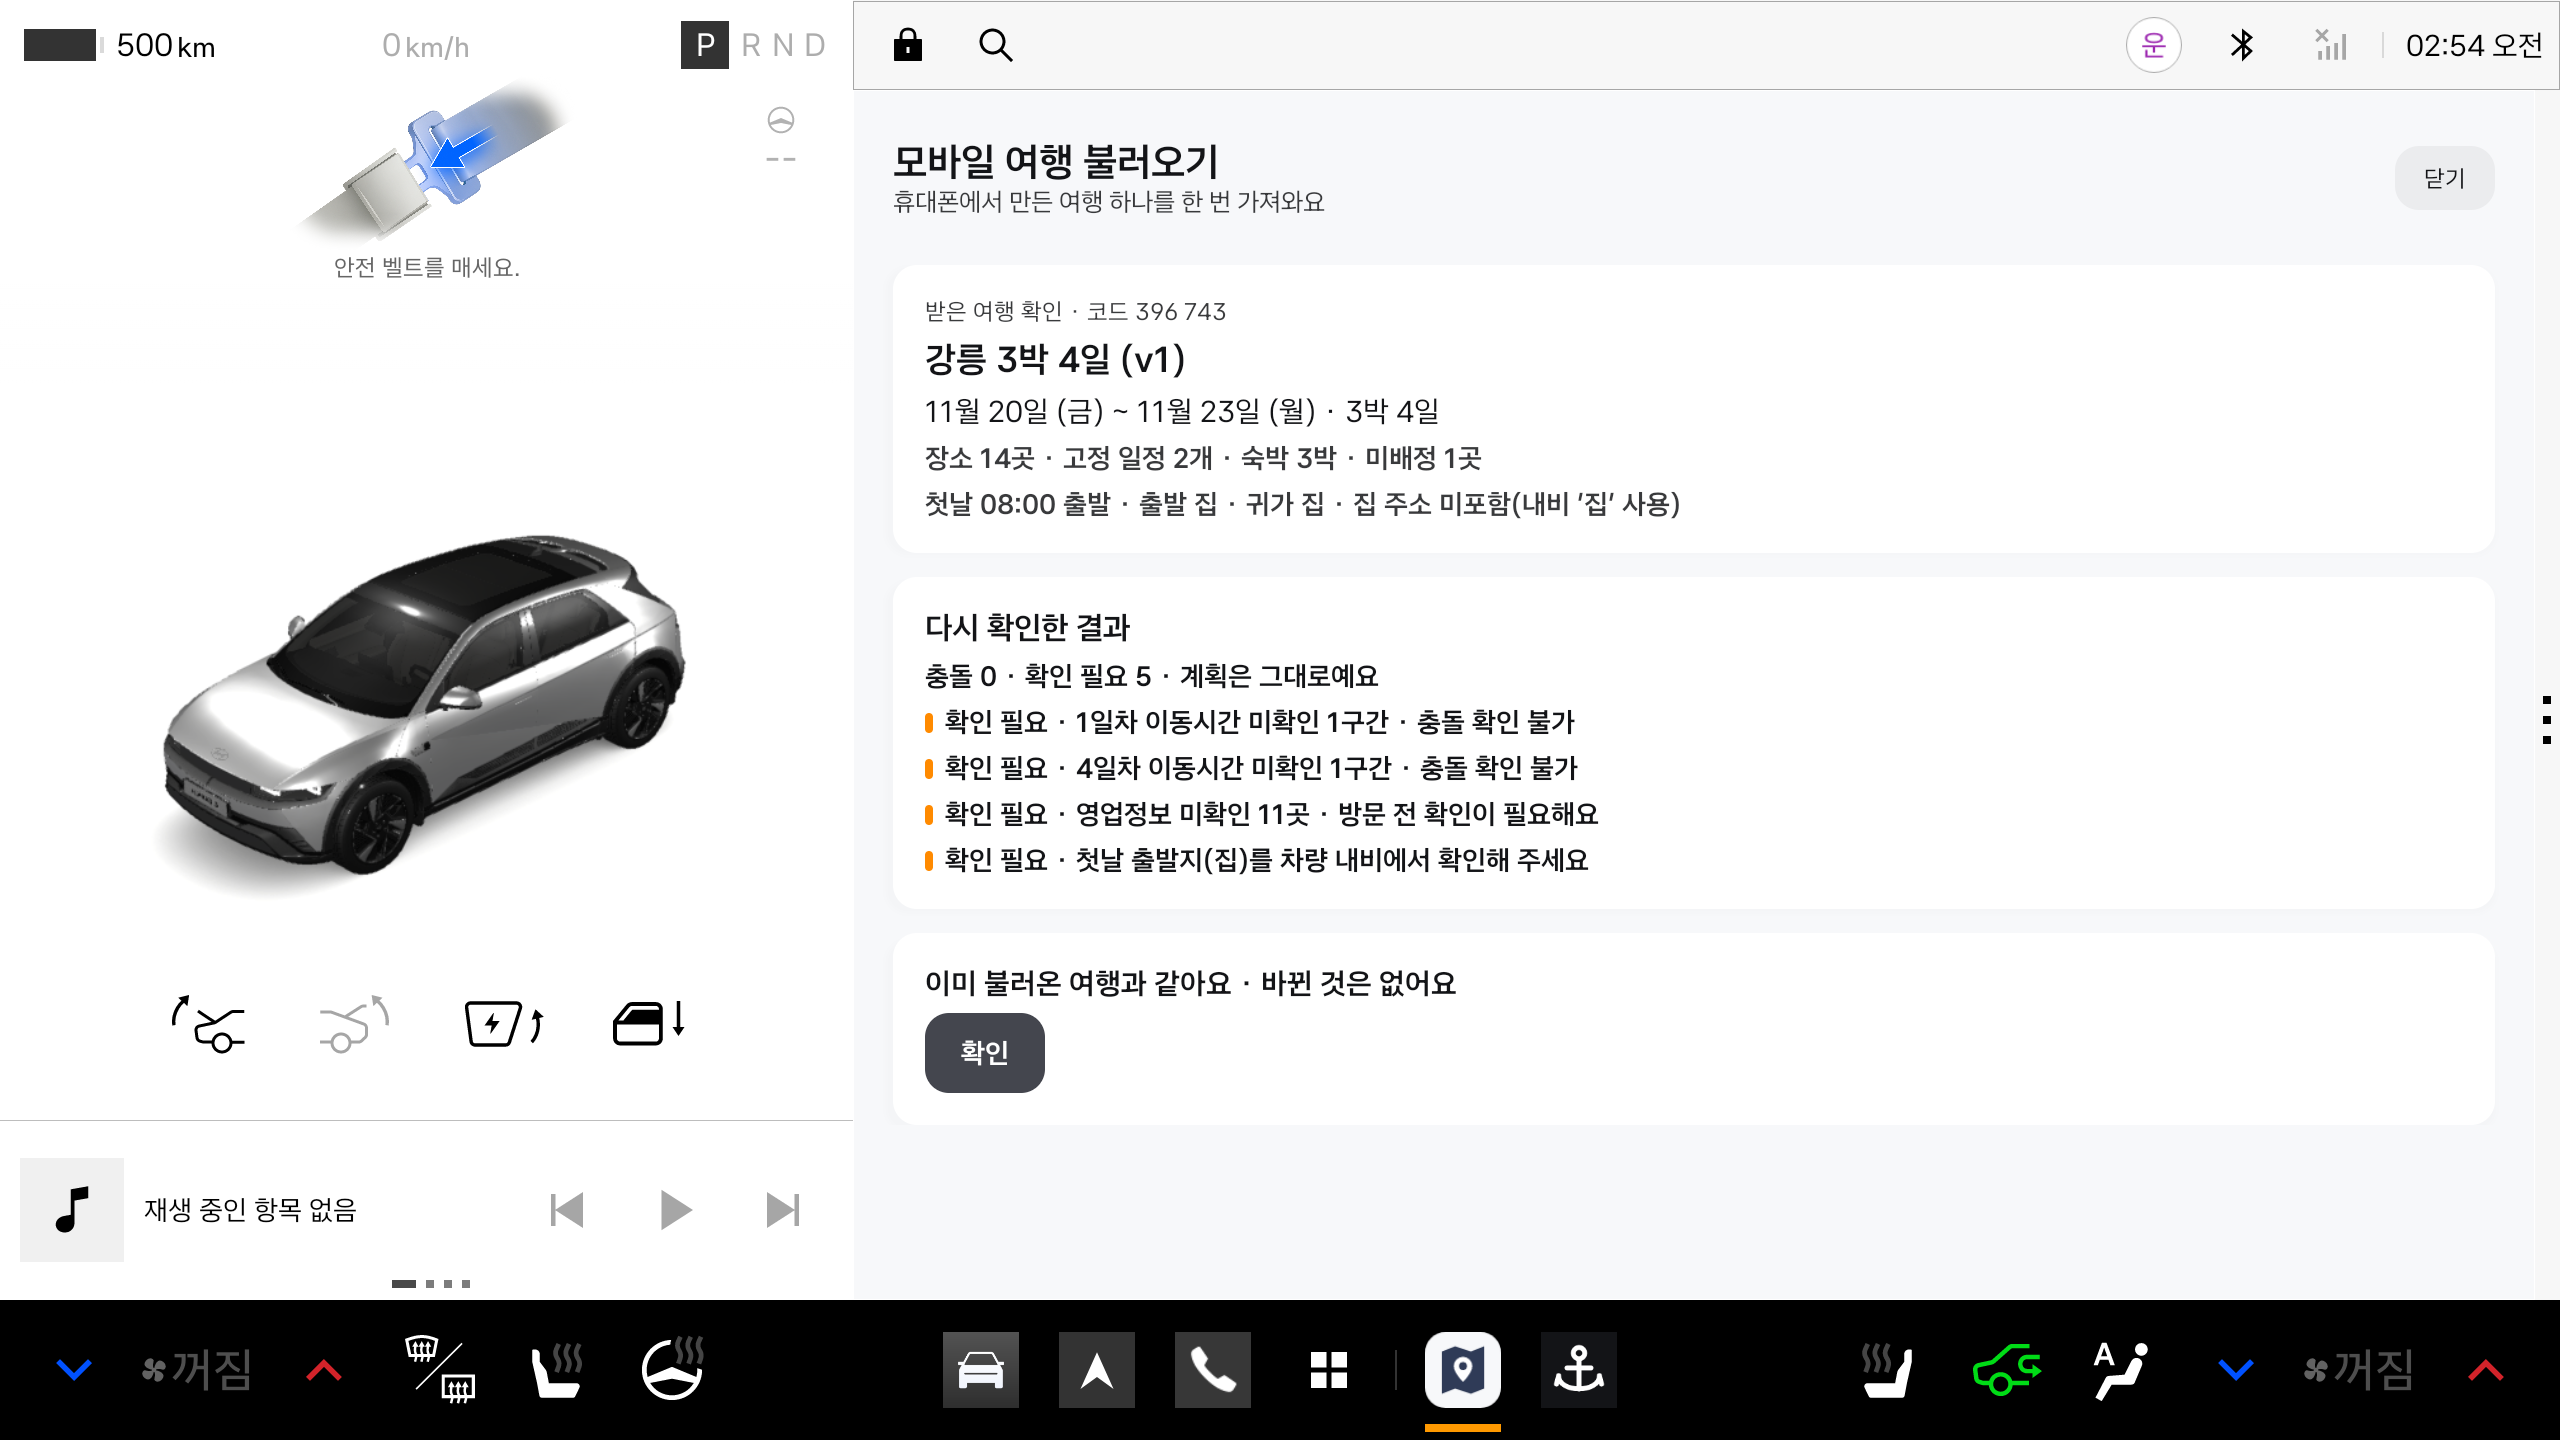 500 km
0 km/h
P R N D
운
02:54 오전
안전 벨트를 매세요.
모바일 여행 불러오기
휴대폰에서 만든 여행 하나를 한 번 가져와요
닫기
받은 여행 확인 · 코드 396 743
강릉 3박 4일 (v1)
11월 20일 (금) ~ 11월 23일 (월) · 3박 4일
장소 14곳 · 고정 일정 2개 · 숙박 3박 · 미배정 1곳
첫날 08:00 출발 · 출발 집 · 귀가 집 · 집 주소 미포함(내비 '집' 사용)
다시 확인한 결과
충돌 0 · 확인 필요 5 · 계획은 그대로예요
확인 필요 · 1일차 이동시간 미확인 1구간 · 충돌 확인 불가
확인 필요 · 4일차 이동시간 미확인 1구간 · 충돌 확인 불가
확인 필요 · 영업정보 미확인 11곳 · 방문 전 확인이 필요해요
확인 필요 · 첫날 출발지(집)를 차량 내비에서 확인해 주세요
이미 불러온 여행과 같아요 · 바뀐 것은 없어요
확인
재생 중인 항목 없음
꺼짐
A
꺼짐